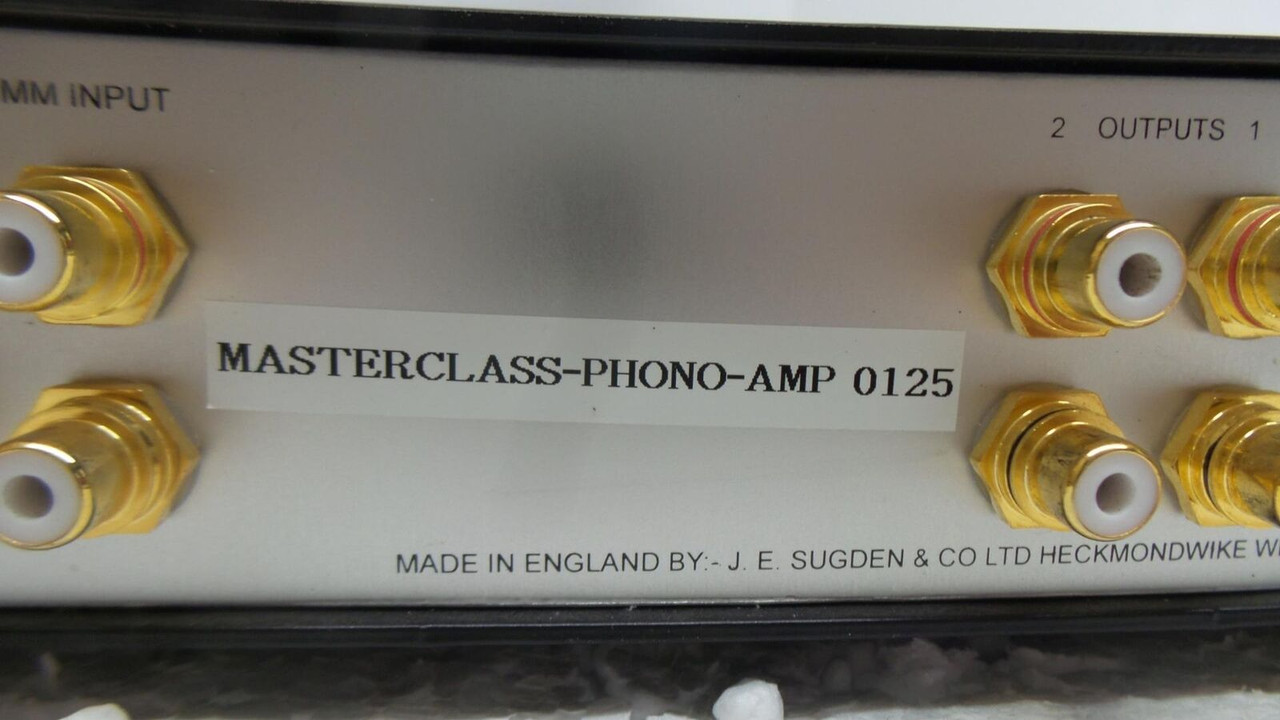 MM INPUT
2 OUTPUTS 1
MASTERCLASS-PHONO-AMP 0125
MADE IN ENGLAND BY:- J. E. SUGDEN & CO LTD HECKMONDWIKE